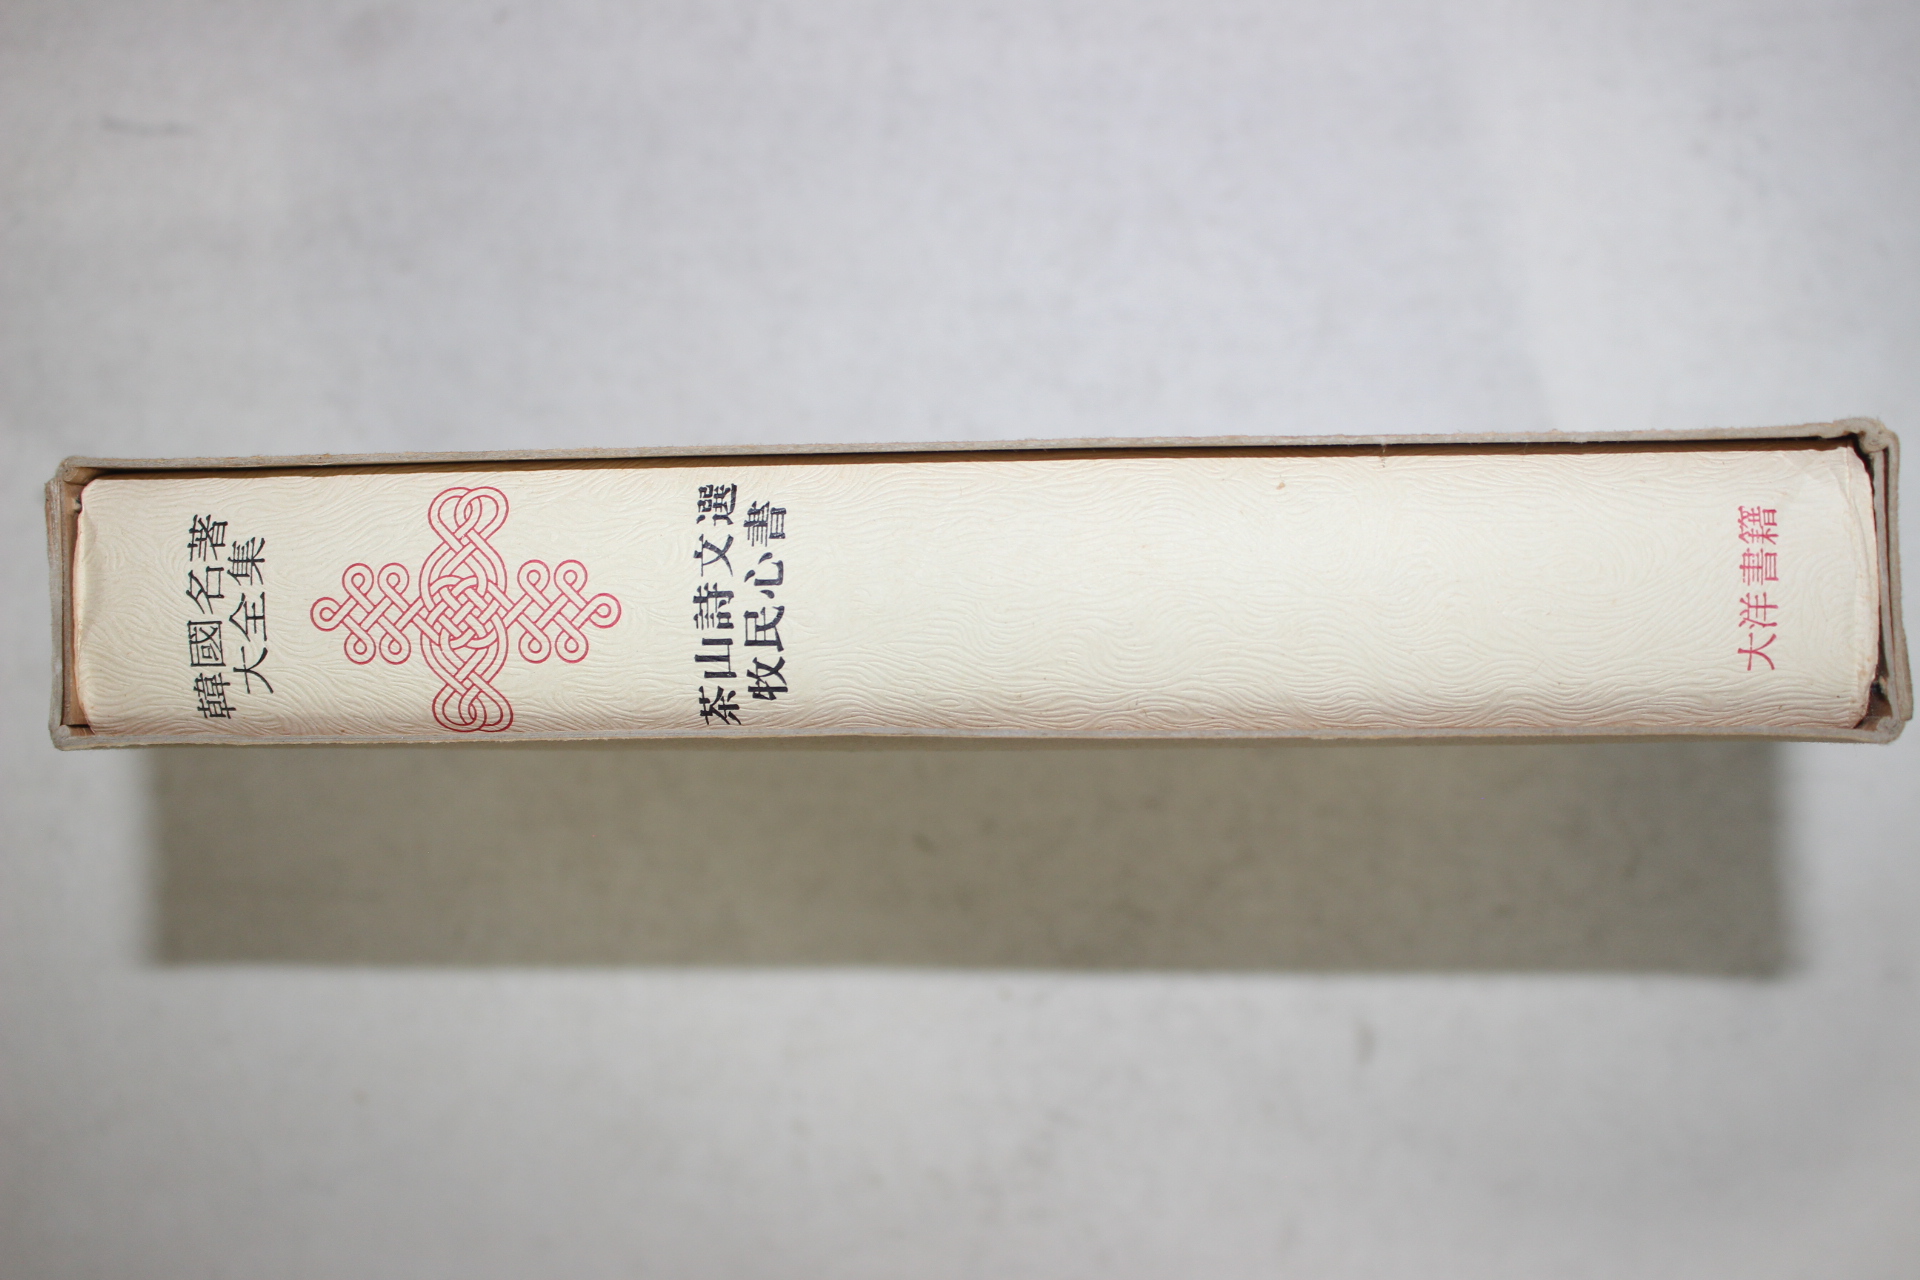 韓國名著
大全集
茶山詩文選
牧民心書
大洋書籍